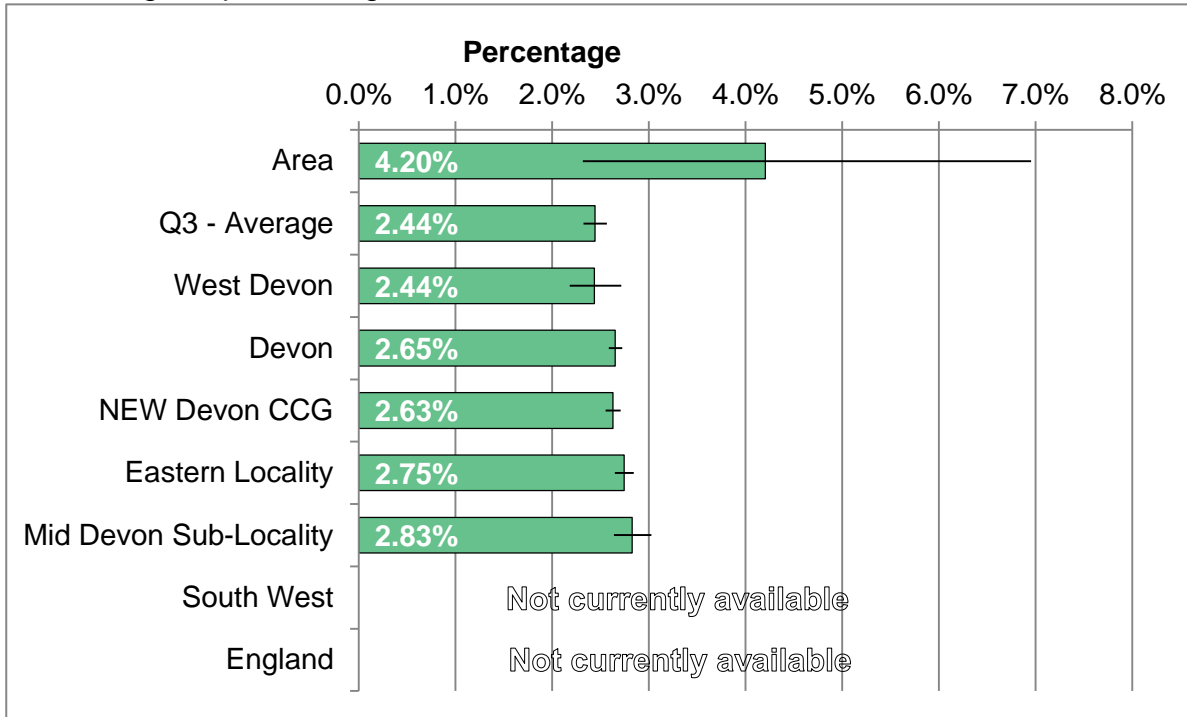 Percentage
0.0% 1.0% 2.0% 3.0% 4.0% 5.0% 6.0% 7.0% 8.0%
Area 4.20%
Q3 - Average 2.44%
West Devon 2.44%
Devon 2.65%
NEW Devon CCG 2.63%
Eastern Locality 2.75%
Mid Devon Sub-Locality 2.83%
South West Not currently available
England Not currently available